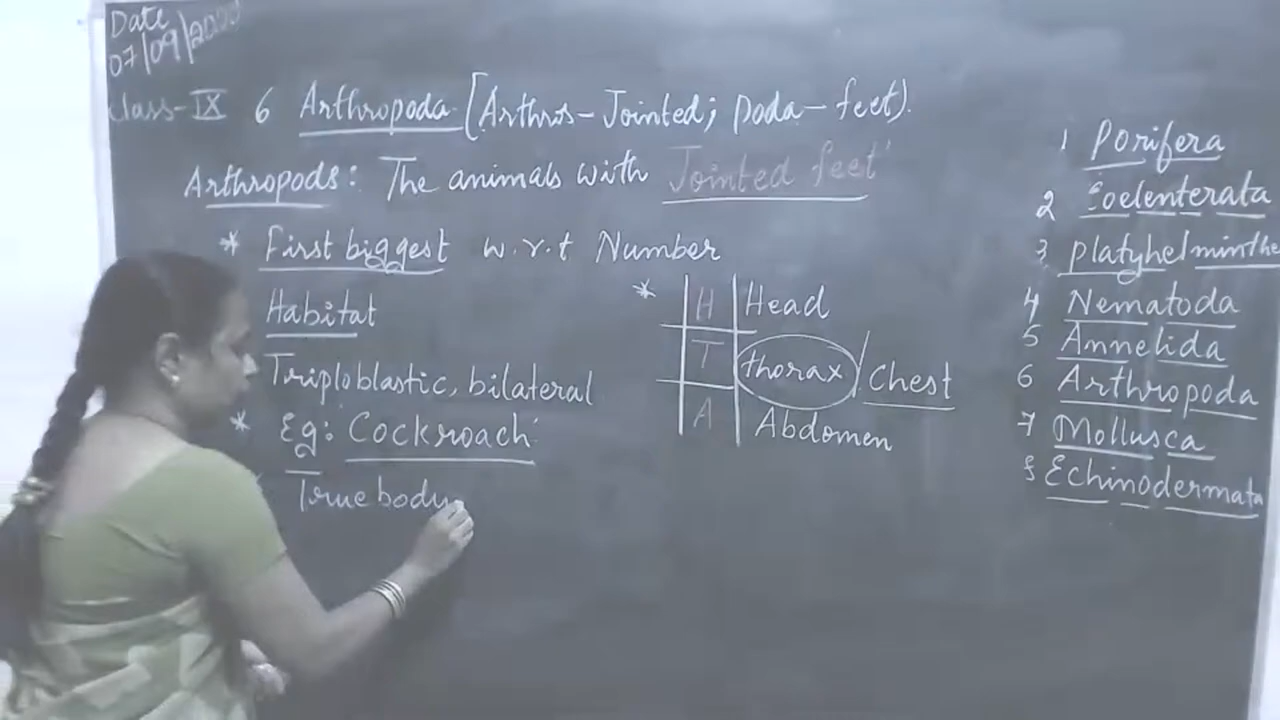 Date
07/09/2020
Class-IX 6 Arthropoda [Arthros-Jointed; Poda-feet).
Arthropods: The animals with Jointed feet
* First biggest w.r.t Number
Habitat
Triploblastic, bilateral
* Eg: Cockroach
True body
* H Head
T thorax/Chest
A Abdomen
1 Porifera
2 Coelenterata
3 Platyhelminthe
4 Nematoda
5 Annelida
6 Arthropoda
7 Mollusca
8 Echinodermata